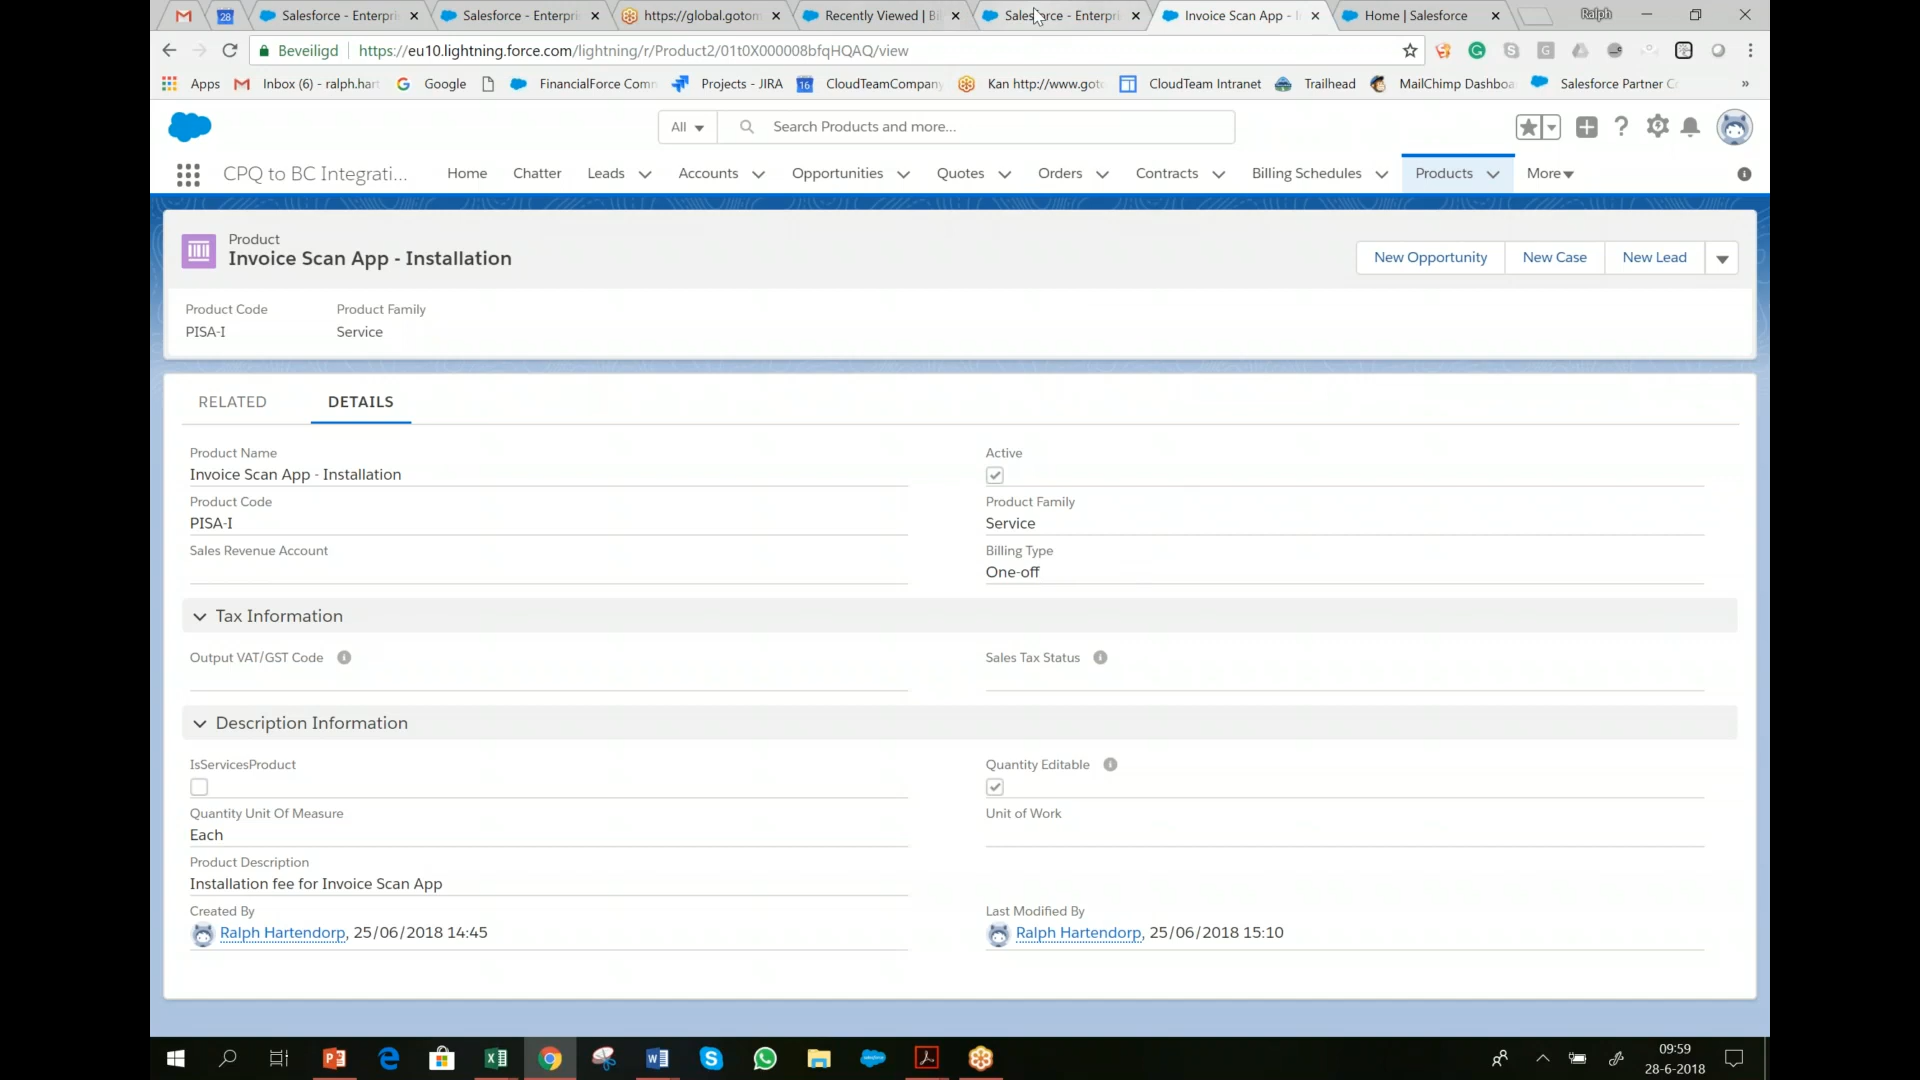 28
Salesforce - Enterpri
Salesforce - Enterpri
https://global.gotom
Recently Viewed | Bi
Salesforce - Enterpri
Invoice Scan App - I
Home | Salesforce
Ralph
Beveiligd
https://eu10.lightning.force.com/lightning/r/Product2/01t0X000008bfqHQAQ/view
Apps
Inbox (6) - ralph.hart
Google
FinancialForce Comm
Projects - JIRA
16
CloudTeamCompany
Kan http://www.goto
CloudTeam Intranet
Trailhead
MailChimp Dashboa
Salesforce Partner C
»
All
Search Products and more...
CPQ to BC Integrati...
Home
Chatter
Leads
Accounts
Opportunities
Quotes
Orders
Contracts
Billing Schedules
Products
More
Product
Invoice Scan App - Installation
New Opportunity
New Case
New Lead
Product Code
Product Family
PISA-I
Service
RELATED
DETAILS
Product Name
Active
Invoice Scan App - Installation
Product Code
Product Family
PISA-I
Service
Sales Revenue Account
Billing Type
One-off
Tax Information
Output VAT/GST Code
Sales Tax Status
Description Information
IsServicesProduct
Quantity Editable
Quantity Unit Of Measure
Unit of Work
Each
Product Description
Installation fee for Invoice Scan App
Created By
Last Modified By
Ralph Hartendorp, 25/06/2018 14:45
Ralph Hartendorp, 25/06/2018 15:10
09:59
28-6-2018